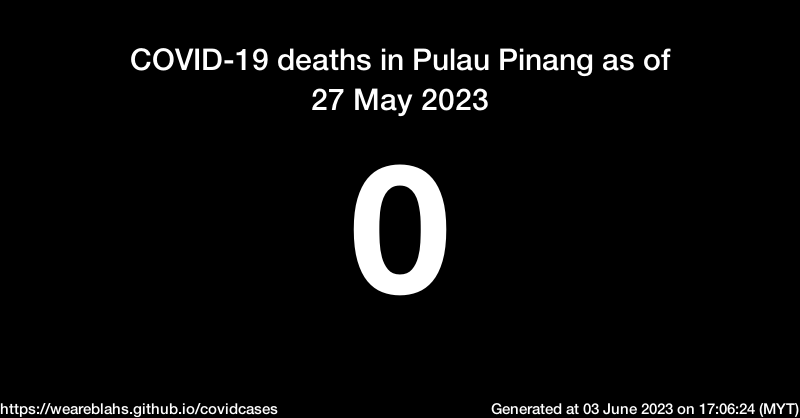 COVID-19 deaths in Pulau Pinang as of
27 May 2023
0
https://weareblahs.github.io/covidcases
Generated at 03 June 2023 on 17:06:24 (MYT)